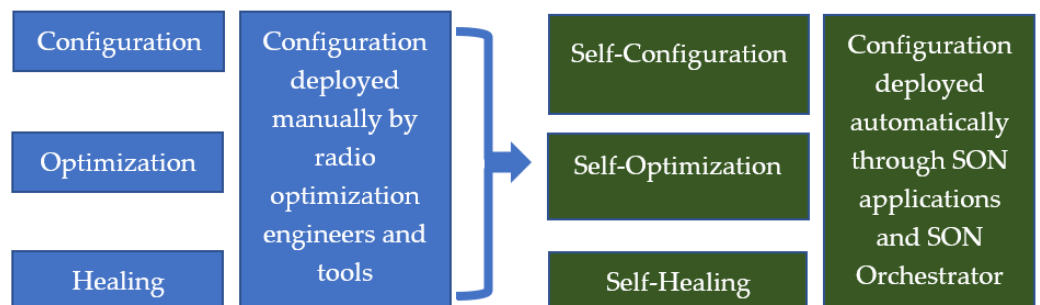 Configuration
Optimization
Healing
Configuration
deployed
manually by
radio
optimization
engineers and
tools
Self-Configuration
Self-Optimization
Self-Healing
Configuration
deployed
automatically
through SON
applications
and SON
Orchestrator